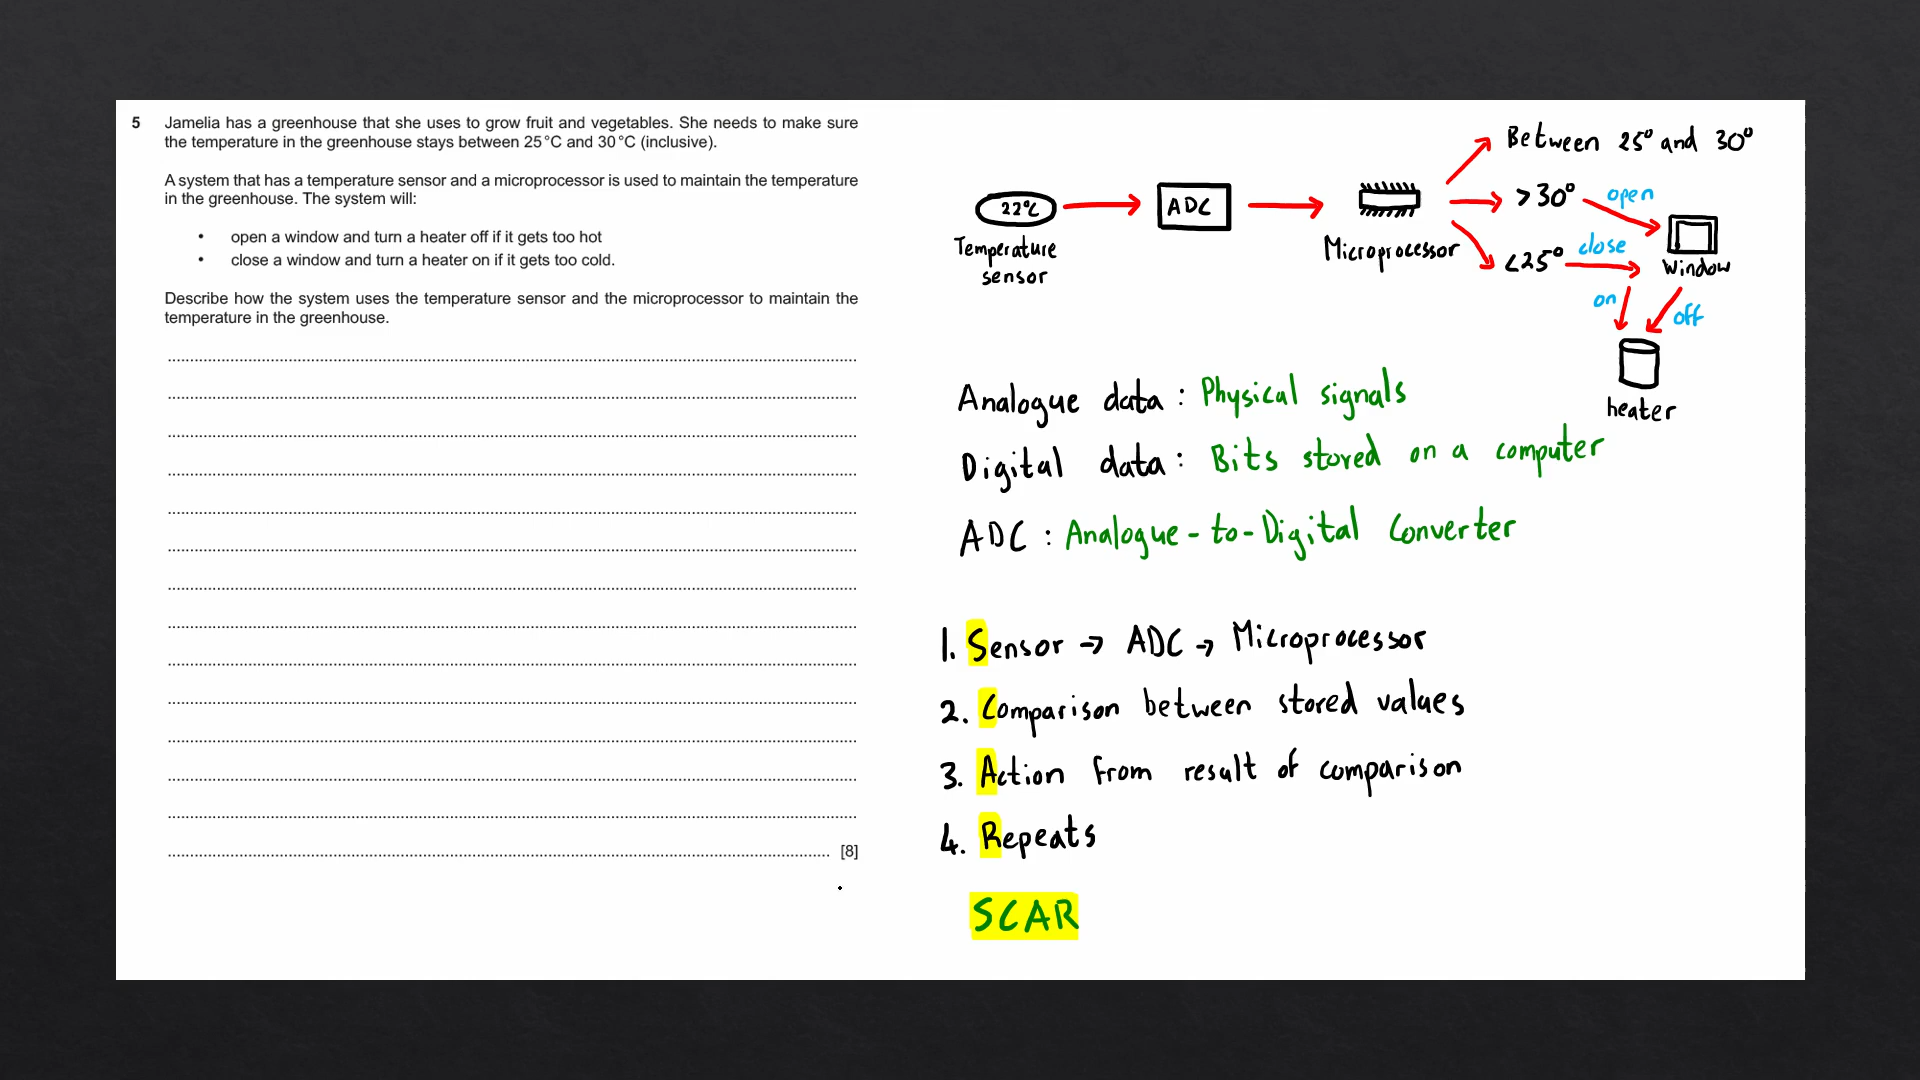 5 Jamelia has a greenhouse that she uses to grow fruit and vegetables. She needs to make sure
the temperature in the greenhouse stays between 25 °C and 30 °C (inclusive).
A system that has a temperature sensor and a microprocessor is used to maintain the temperature
in the greenhouse. The system will:
• open a window and turn a heater off if it gets too hot
• close a window and turn a heater on if it gets too cold.
Describe how the system uses the temperature sensor and the microprocessor to maintain the
temperature in the greenhouse.
[8]
22°C
Temperature
sensor
ADC
Microprocessor
Between 25° and 30°
>30°
open
<25°
close
window
on
off
heater
Analogue data: Physical signals
Digital data: Bits stored on a computer
ADC: Analogue-to-Digital Converter
1. Sensor → ADC → Microprocessor
2. Comparison between stored values
3. Action from result of comparison
4. Repeats
SCAR